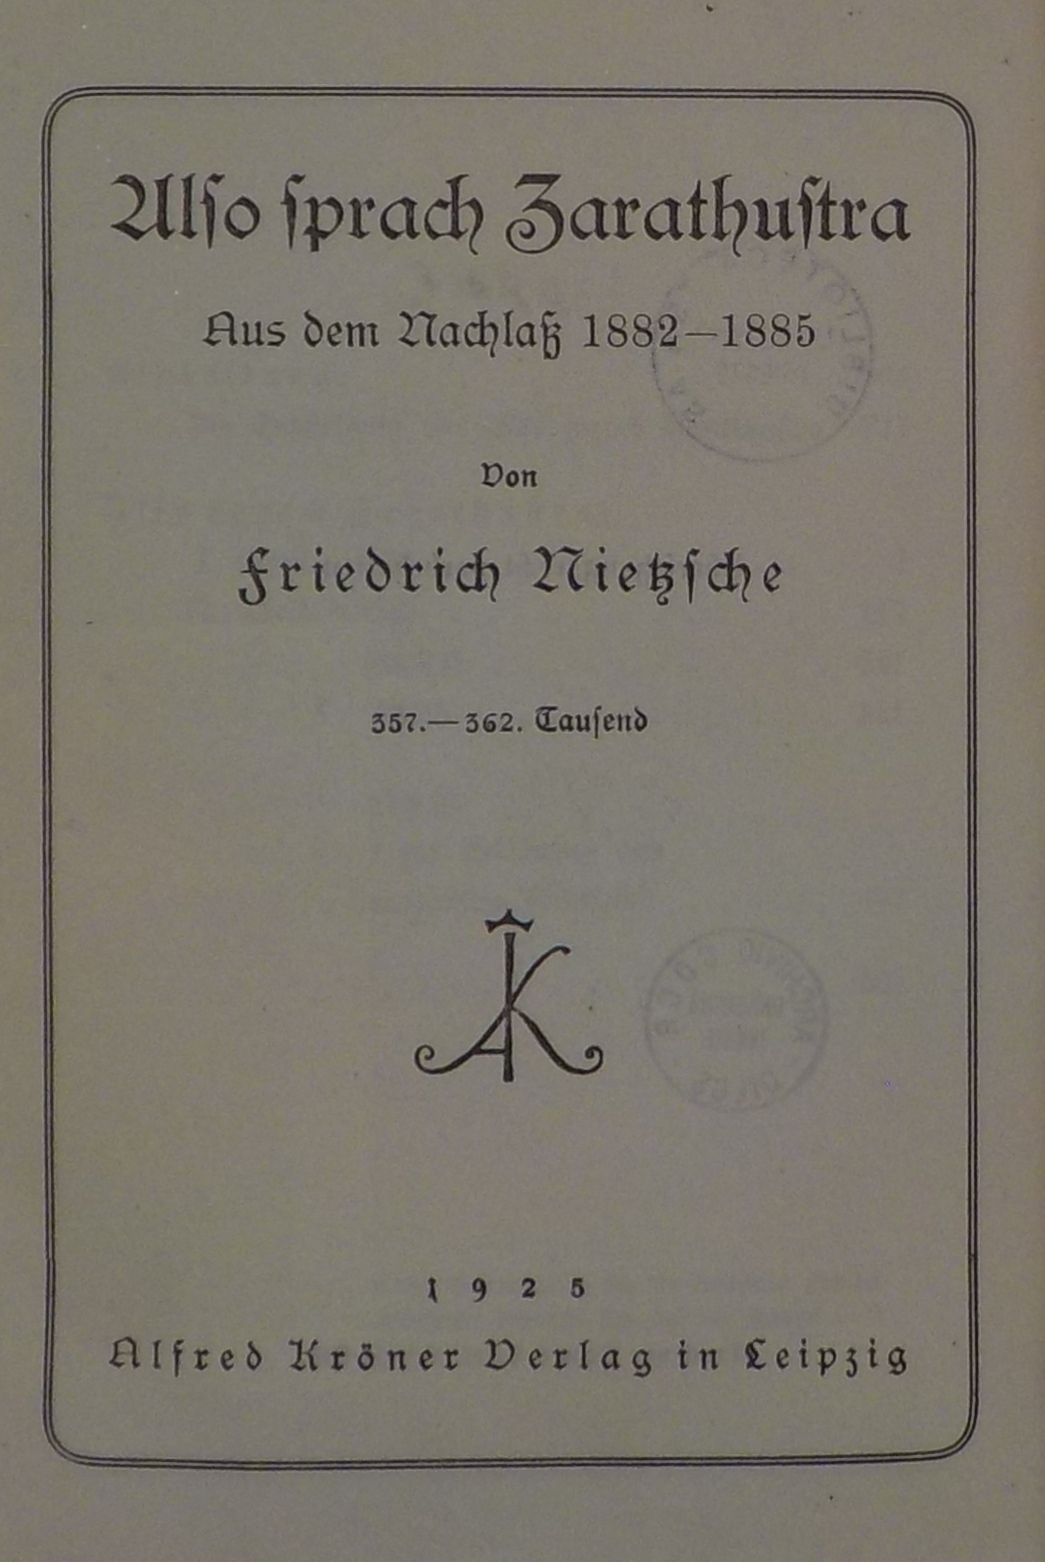 Also sprach Zarathustra
Aus dem Nachlaß 1882–1885
Von
Friedrich Nietzsche
357.–362. Tausend
AK
1925
Alfred Kröner Verlag in Leipzig